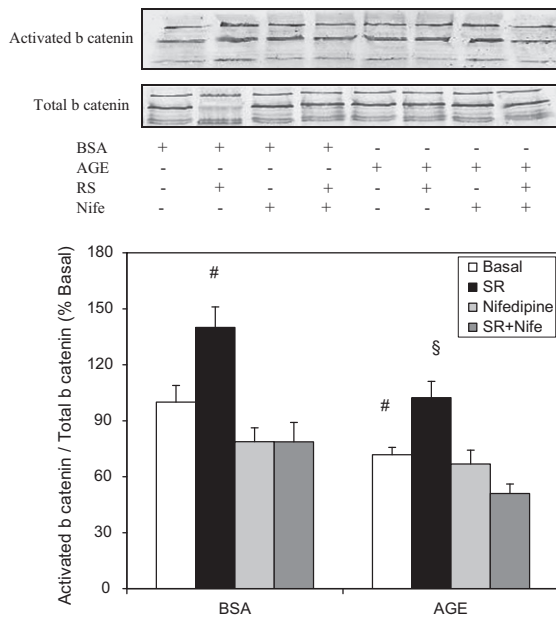 Activated b catenin
Total b catenin
BSA + + + + - - - -
AGE - - - - + + + +
RS - + - + - + - +
Nife - - + + - - + +
Activated b catenin / Total b catenin (% Basal)
180
150
120
90
60
30
0
#
#
§
Basal
SR
Nifedipine
SR+Nife
BSA
AGE